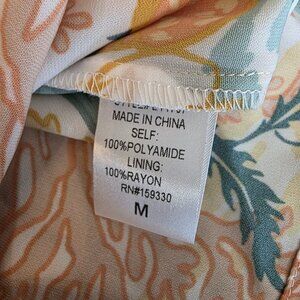 MADE IN CHINA
SELF:
100%POLYAMIDE
LINING:
100%RAYON
RN#159330
M